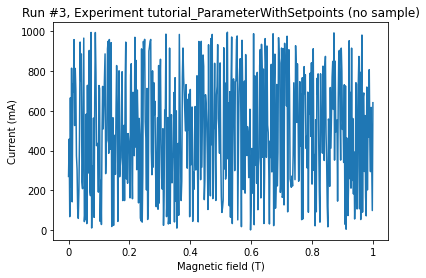 Run #3, Experiment tutorial_ParameterWithSetpoints (no sample)
1000
800
600
400
200
0
Current (mA)
0 0.2 0.4 0.6 0.8 1
Magnetic field (T)